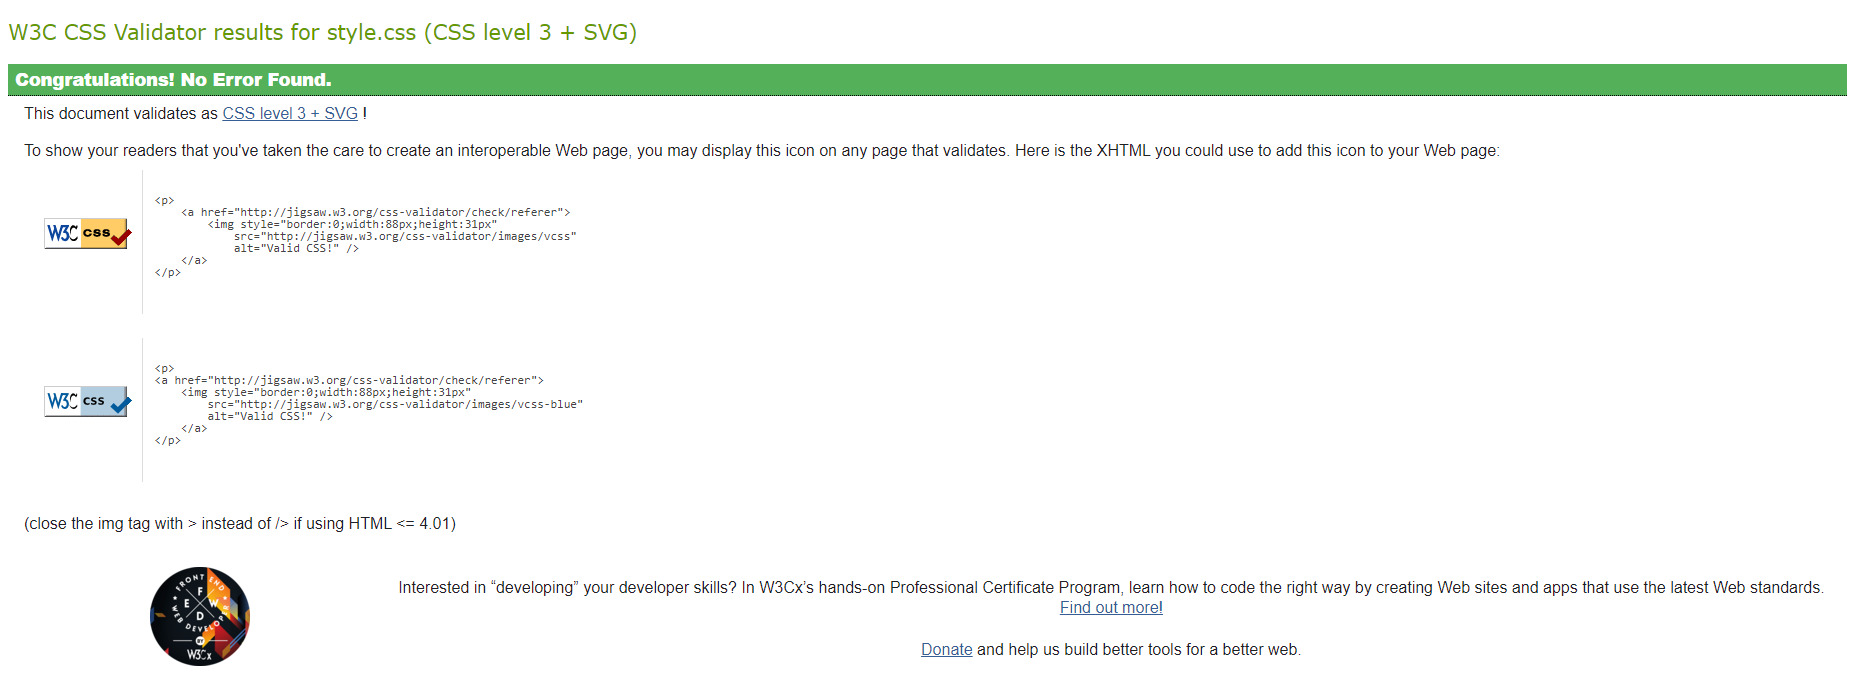 W3C CSS Validator results for style.css (CSS level 3 + SVG)
Congratulations! No Error Found.
This document validates as CSS level 3 + SVG !
To show your readers that you've taken the care to create an interoperable Web page, you may display this icon on any page that validates. Here is the XHTML you could use to add this icon to your Web page:
W3C css
<p>
    <a href="http://jigsaw.w3.org/css-validator/check/referer">
        <img style="border:0;width:88px;height:31px"
            src="http://jigsaw.w3.org/css-validator/images/vcss"
            alt="Valid CSS!" />
    </a>
</p>
W3C css
<p>
<a href="http://jigsaw.w3.org/css-validator/check/referer">
    <img style="border:0;width:88px;height:31px"
        src="http://jigsaw.w3.org/css-validator/images/vcss-blue"
        alt="Valid CSS!" />
    </a>
</p>
(close the img tag with > instead of /> if using HTML <= 4.01)
FRONT END
F
E W
D
WEB DEVELOPER
BY
W3Cx
Interested in “developing” your developer skills? In W3Cx’s hands-on Professional Certificate Program, learn how to code the right way by creating Web sites and apps that use the latest Web standards.
Find out more!
Donate and help us build better tools for a better web.